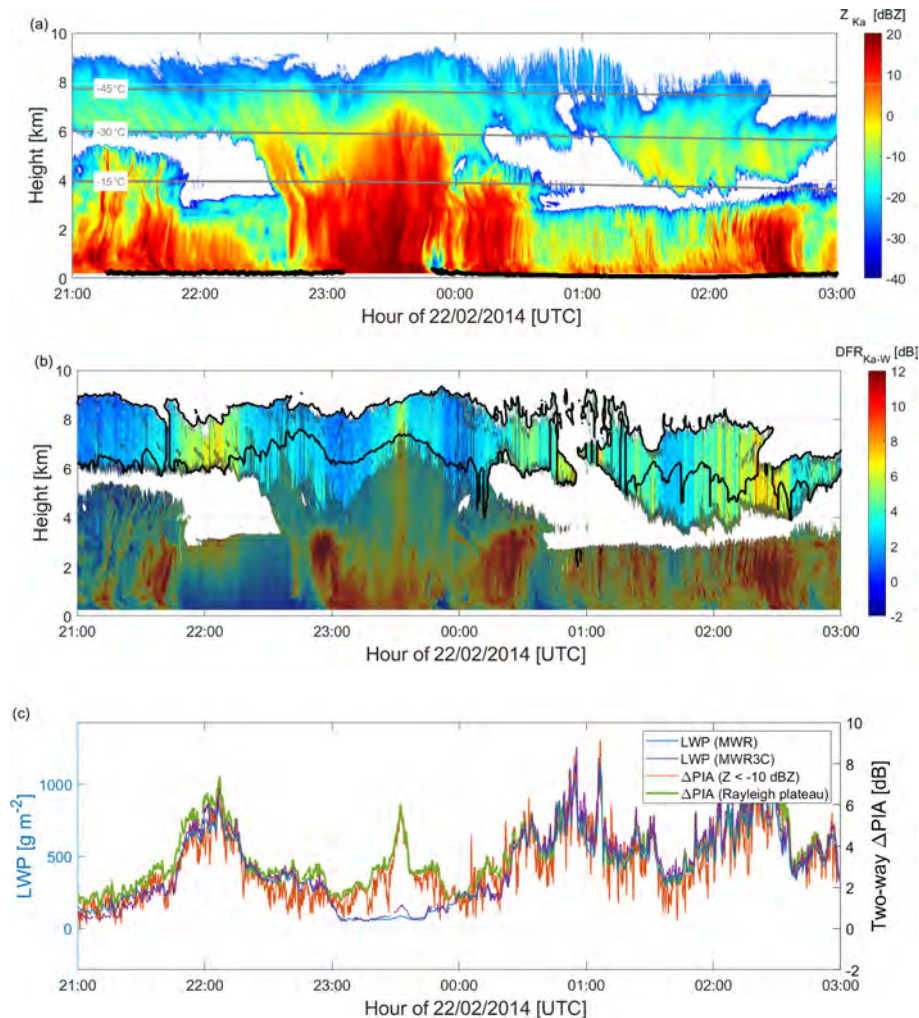 (a)
Z Ka [dBZ]
10
8
6
4
2
0
Height [km]
-45°C
-30°C
-15°C
21:00 22:00 23:00 00:00 01:00 02:00 03:00
Hour of 22/02/2014 [UTC]
20
10
0
-10
-20
-30
-40
(b)
DFR Ka-W [dB]
10
8
6
4
2
0
Height [km]
21:00 22:00 23:00 00:00 01:00 02:00 03:00
Hour of 22/02/2014 [UTC]
12
10
8
6
4
2
0
-2
(c)
1000
500
0
LWP [g m-2]
LWP (MWR)
LWP (MWR3C)
ΔPIA (Z < -10 dBZ)
ΔPIA (Rayleigh plateau)
10
8
6
4
2
0
-2
Two-way ΔPIA [dB]
21:00 22:00 23:00 00:00 01:00 02:00 03:00
Hour of 22/02/2014 [UTC]